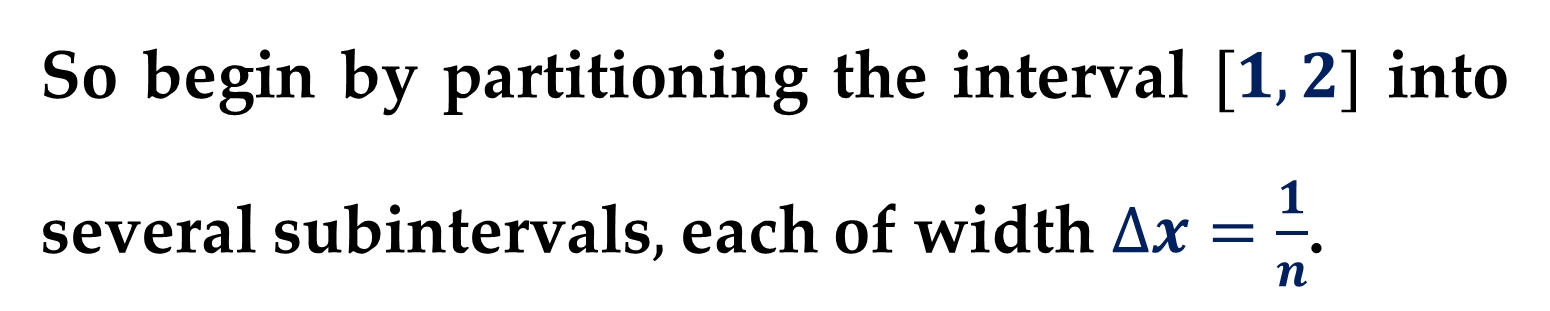 So begin by partitioning the interval [1, 2] into
several subintervals, each of width Δx = 1/n.